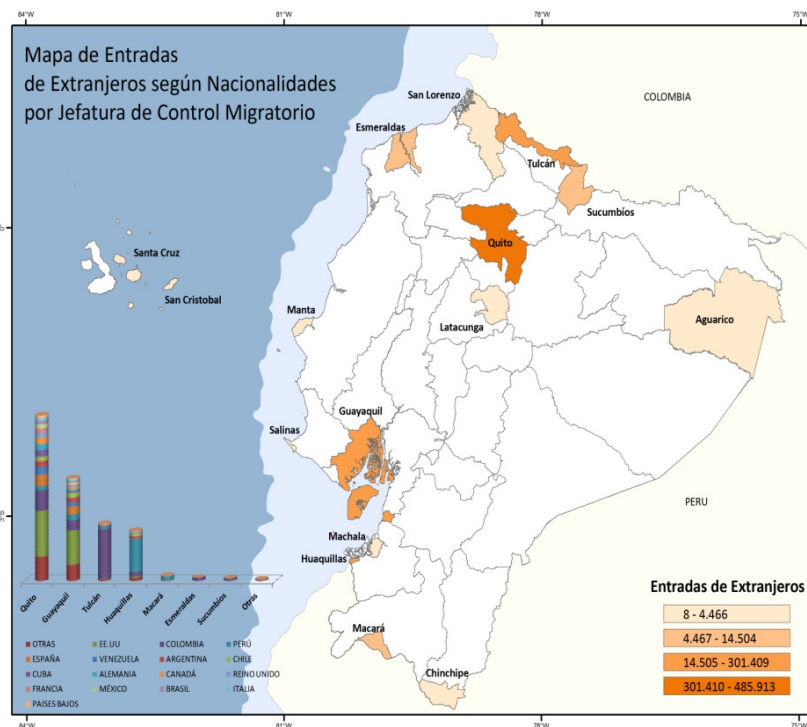 84°W
81°W
78°W
75°W
Mapa de Entradas
de Extranjeros según Nacionalidades
por Jefatura de Control Migratorio
COLOMBIA
San Lorenzo
Esmeraldas
Tulcán
Sucumbíos
Quito
Santa Cruz
San Cristobal
Manta
Latacunga
Aguarico
Guayaquil
Salinas
PERU
Machala
Huaquillas
Macará
Chinchipe
Quito
Guayaquil
Tulcán
Huaquillas
Macará
Esmeraldas
Sucumbios
Otras
OTRAS EE.UU COLOMBIA PERÚ
ESPAÑA VENEZUELA ARGENTINA CHILE
CUBA ALEMANIA CANADÁ REINO UNIDO
FRANCIA MÉXICO BRASIL ITALIA
PAISES BAJOS
Entradas de Extranjeros
8 - 4.466
4.467 - 14.504
14.505 - 301.409
301.410 - 485.913
84°W
81°W
78°W
75°W